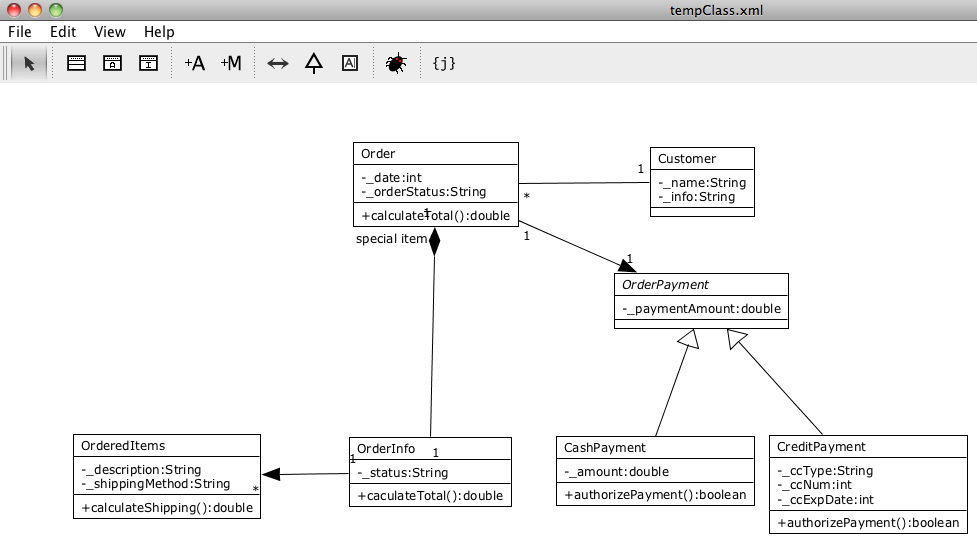 tempClass.xml
File Edit View Help
A I +A +M A| {j}
Order
-_date:int
-_orderStatus:String
+calculateTotal():double
1
special item
Customer
-_name:String
-_info:String
1
*
1
1
OrderPayment
-_paymentAmount:double
OrderedItems
-_description:String
-_shippingMethod:String
*
+calculateShipping():double
OrderInfo
1
1
-_status:String
+caculateTotal():double
CashPayment
-_amount:double
+authorizePayment():boolean
CreditPayment
-_ccType:String
-_ccNum:int
-_ccExpDate:int
+authorizePayment():boolean